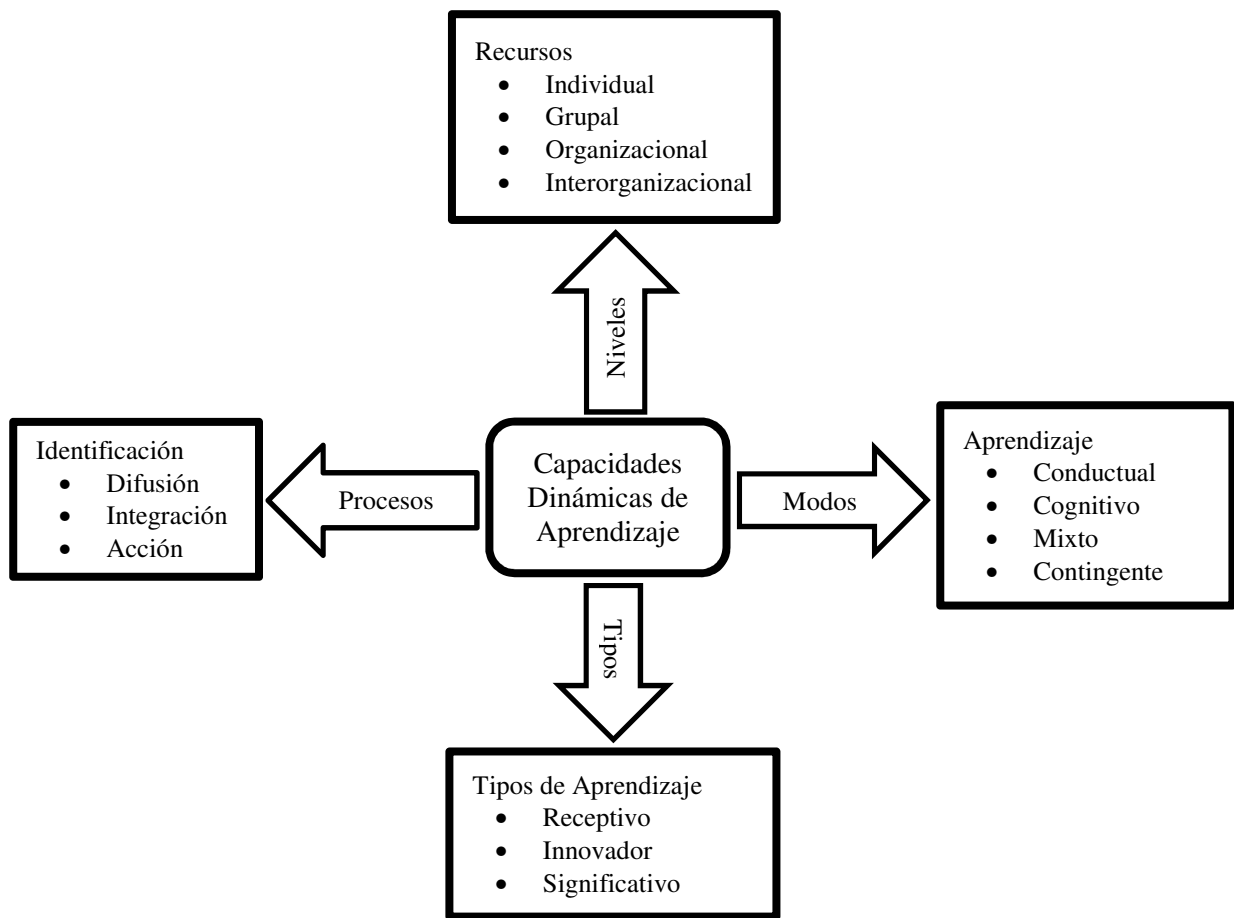 Recursos
• Individual
• Grupal
• Organizacional
• Interorganizacional
Niveles
Identificación
• Difusión
• Integración
• Acción
Procesos
Capacidades
Dinámicas de
Aprendizaje
Modos
Aprendizaje
• Conductual
• Cognitivo
• Mixto
• Contingente
Tipos
Tipos de Aprendizaje
• Receptivo
• Innovador
• Significativo